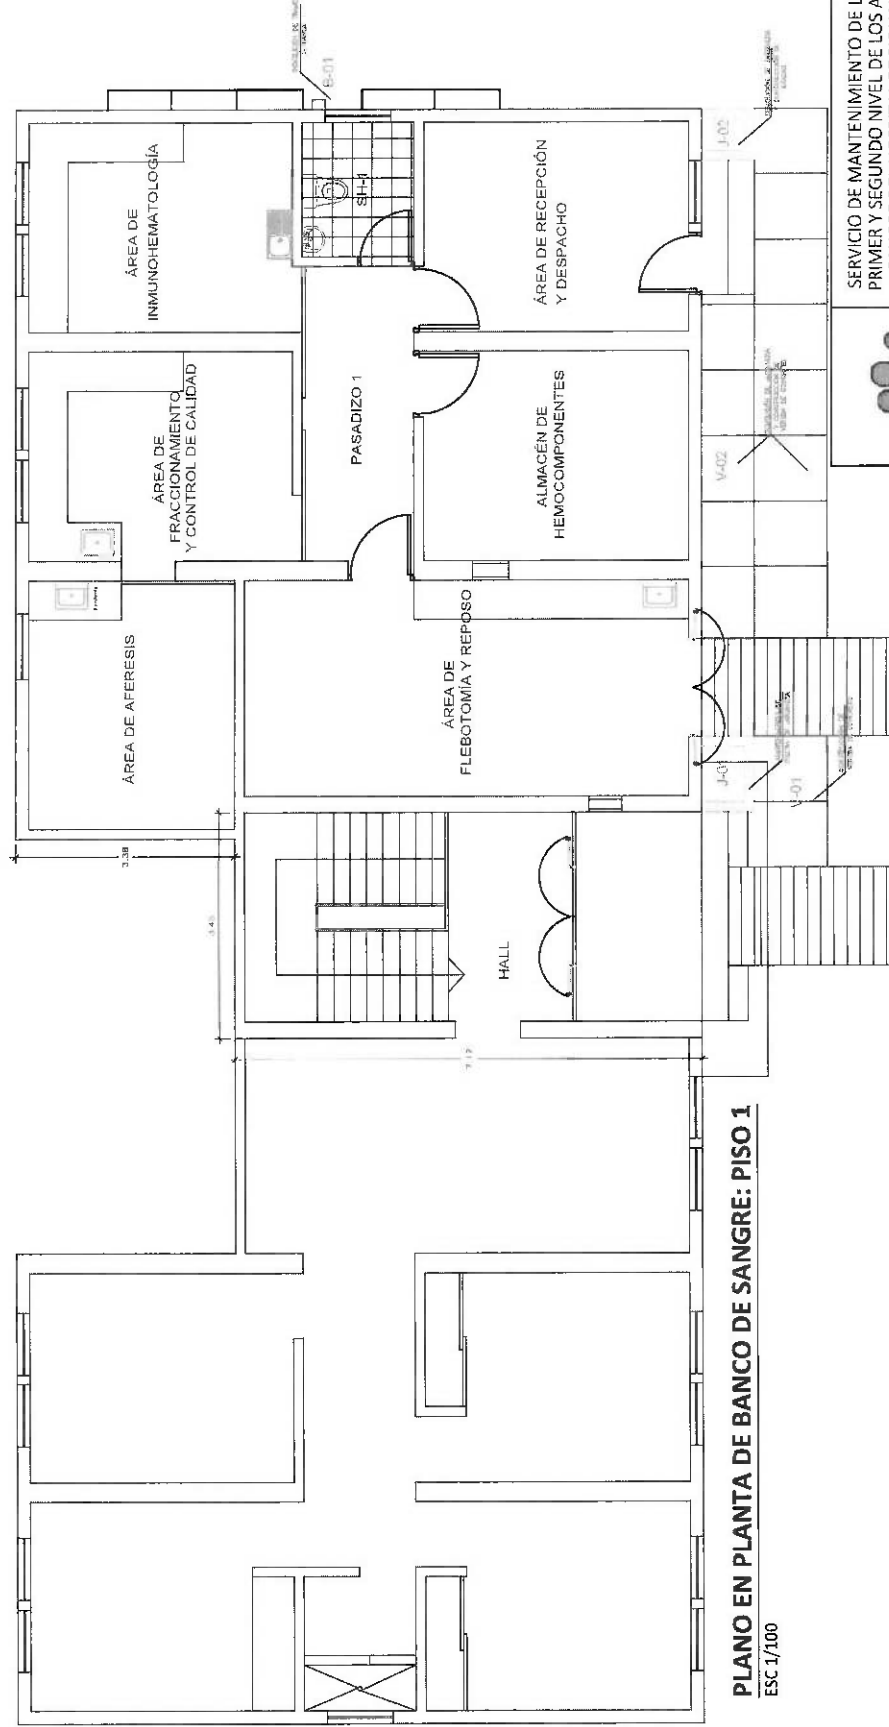 ÁREA DE AFERESIS
ÁREA DE
FRACCIONAMIENTO
Y CONTROL DE CALIDAD
ÁREA DE
INMUNOHEMATOLOGÍA
B-01
3.38
3.45
PASADIZO 1
SH-1
HALL
ÁREA DE
FLEBOTOMÍA Y REPOSO
ALMACÉN DE
HEMOCOMPONENTES
ÁREA DE RECEPCIÓN
Y DESPACHO
V-02
J-02
-01
PLANO EN PLANTA DE BANCO DE SANGRE: PISO 1
ESC 1/100
SERVICIO DE MANTENIMIENTO DE L
PRIMER Y SEGUNDO NIVEL DE LOS A